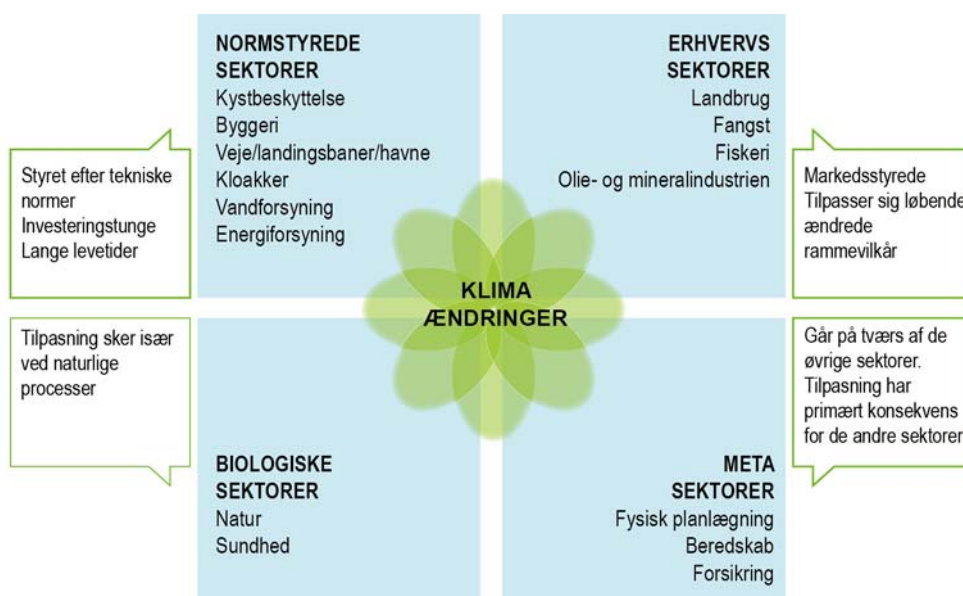 NORMSTYREDE
SEKTORER
Kystbeskyttelse
Byggeri
Veje/landingsbaner/havne
Kloakker
Vandforsyning
Energiforsyning
ERHVERVS
SEKTORER
Landbrug
Fangst
Fiskeri
Olie- og mineralindustrien
Styret efter tekniske
normer
Investeringstunge
Lange levetider
Markedsstyrede
Tilpasser sig løbende
ændrede
rammevilkår
KLIMA
ÆNDRINGER
Tilpasning sker især
ved naturlige
processer
Går på tværs af de
øvrige sektorer.
Tilpasning har
primært konsekvens
for de andre sektorer
BIOLOGISKE
SEKTORER
Natur
Sundhed
META
SEKTORER
Fysisk planlægning
Beredskab
Forsikring